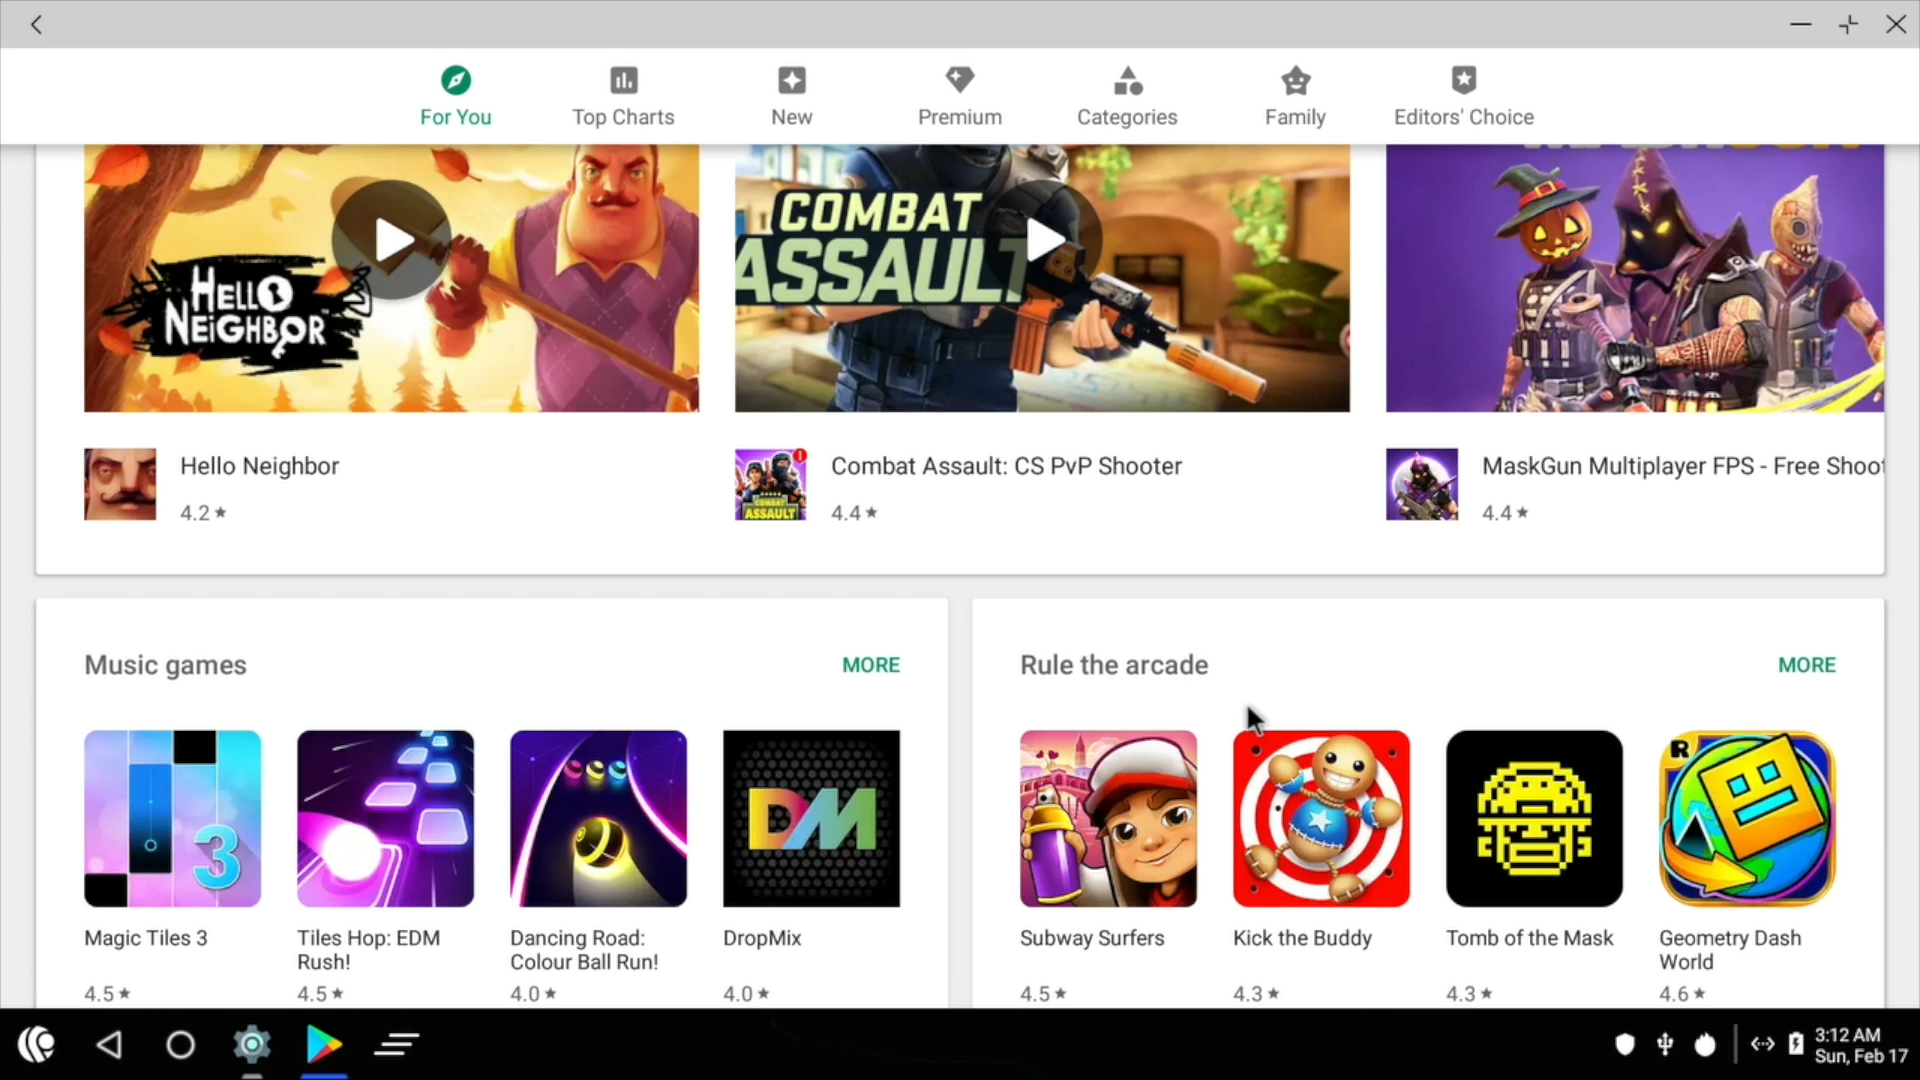 For You
Top Charts
New
Premium
Categories
Family
Editors' Choice
HELLO
NEiGHBOR
COMBAT
ASSAULT
Hello Neighbor
4.2 ★
COMBAT
ASSAULT
Combat Assault: CS PvP Shooter
4.4 ★
MaskGun Multiplayer FPS - Free Shoot
4.4 ★
Music games
MORE
Rule the arcade
MORE
3
DM
R
Magic Tiles 3
Tiles Hop: EDM
Rush!
Dancing Road:
Colour Ball Run!
DropMix
Subway Surfers
Kick the Buddy
Tomb of the Mask
Geometry Dash
World
4.5 ★
4.5 ★
4.0 ★
4.0 ★
4.5 ★
4.3 ★
4.3 ★
4.6 ★
3:12 AM
Sun, Feb 17